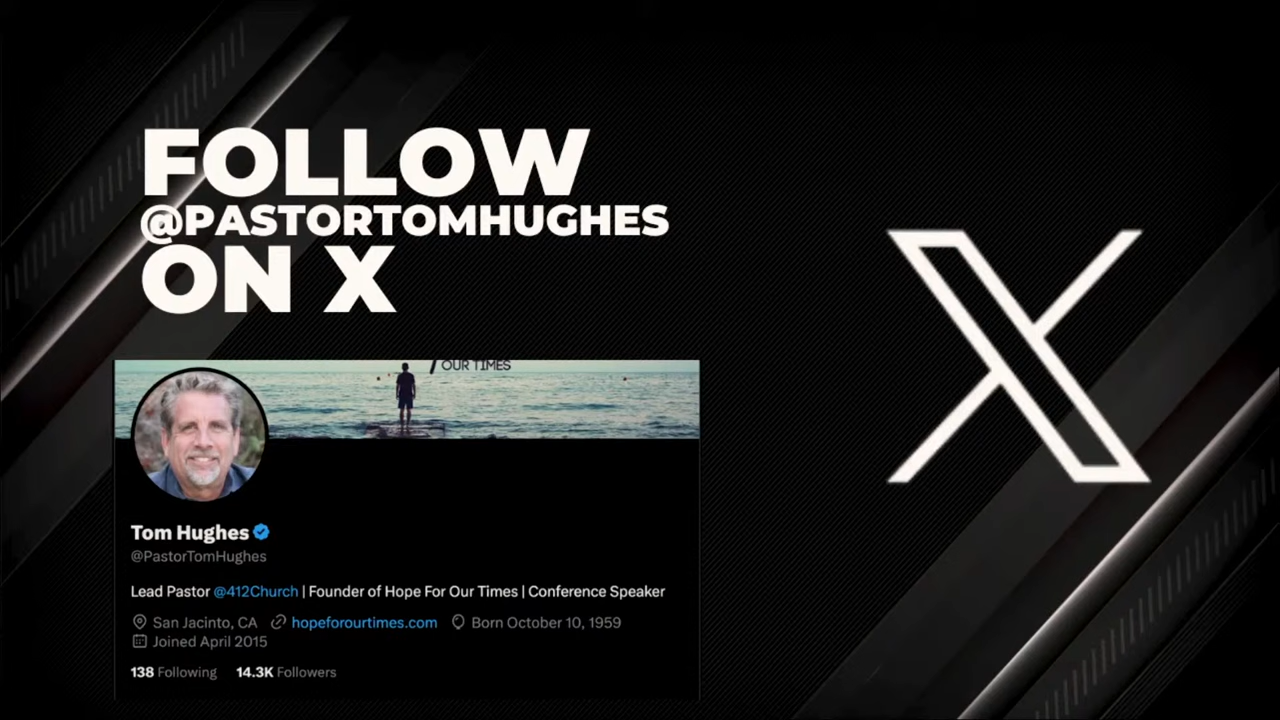 FOLLOW
@PASTORTOMHUGHES
ON X
OUR TIMES
Tom Hughes
@PastorTomHughes
Lead Pastor @412Church | Founder of Hope For Our Times | Conference Speaker
San Jacinto, CA hopeforourtimes.com Born October 10, 1959
Joined April 2015
138 Following 14.3K Followers